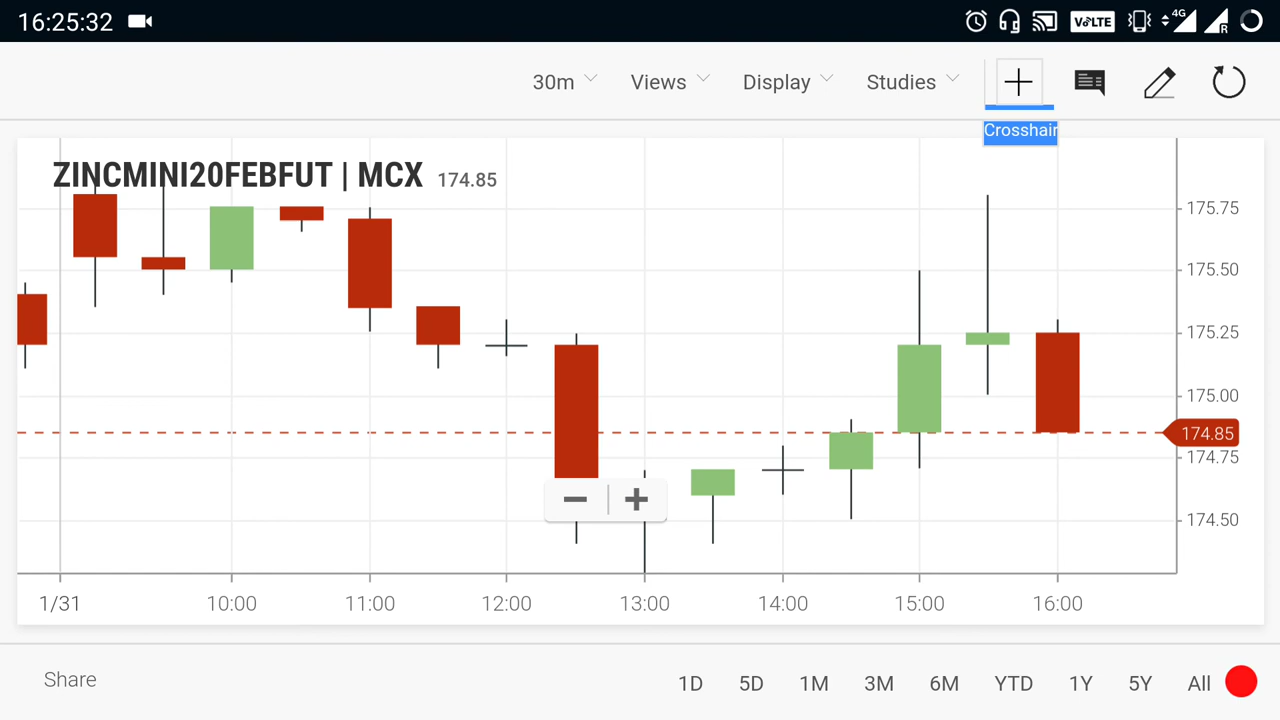 16:25:32 VoLTE 4G R
30m Views Display Studies
Crosshair
ZINCMINI20FEBFUT | MCX 174.85
175.75
175.50
175.25
175.00
174.85
174.75
174.50
1/31 10:00 11:00 12:00 13:00 14:00 15:00 16:00
Share 1D 5D 1M 3M 6M YTD 1Y 5Y All